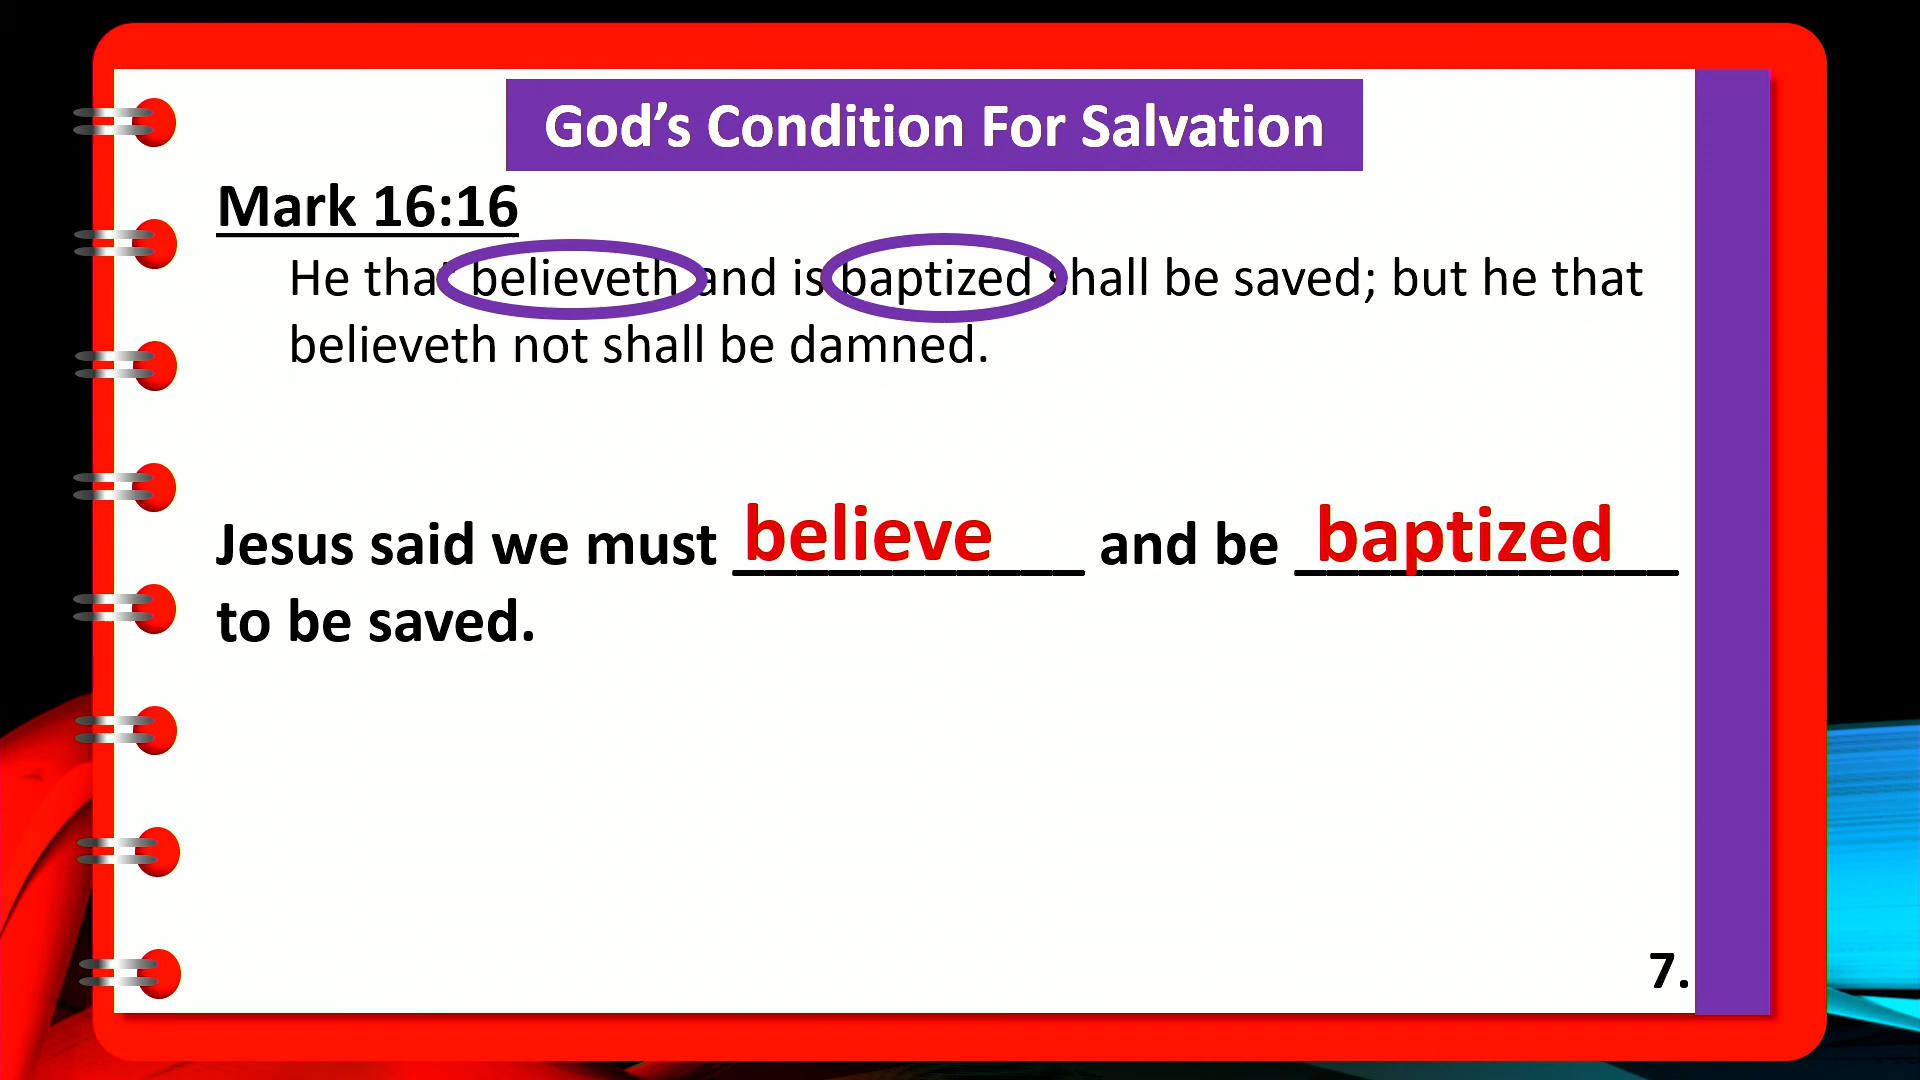 God’s Condition For Salvation
Mark 16:16
He that believeth and is baptized shall be saved; but he that
believeth not shall be damned.
Jesus said we must believe and be baptized
to be saved.
7.